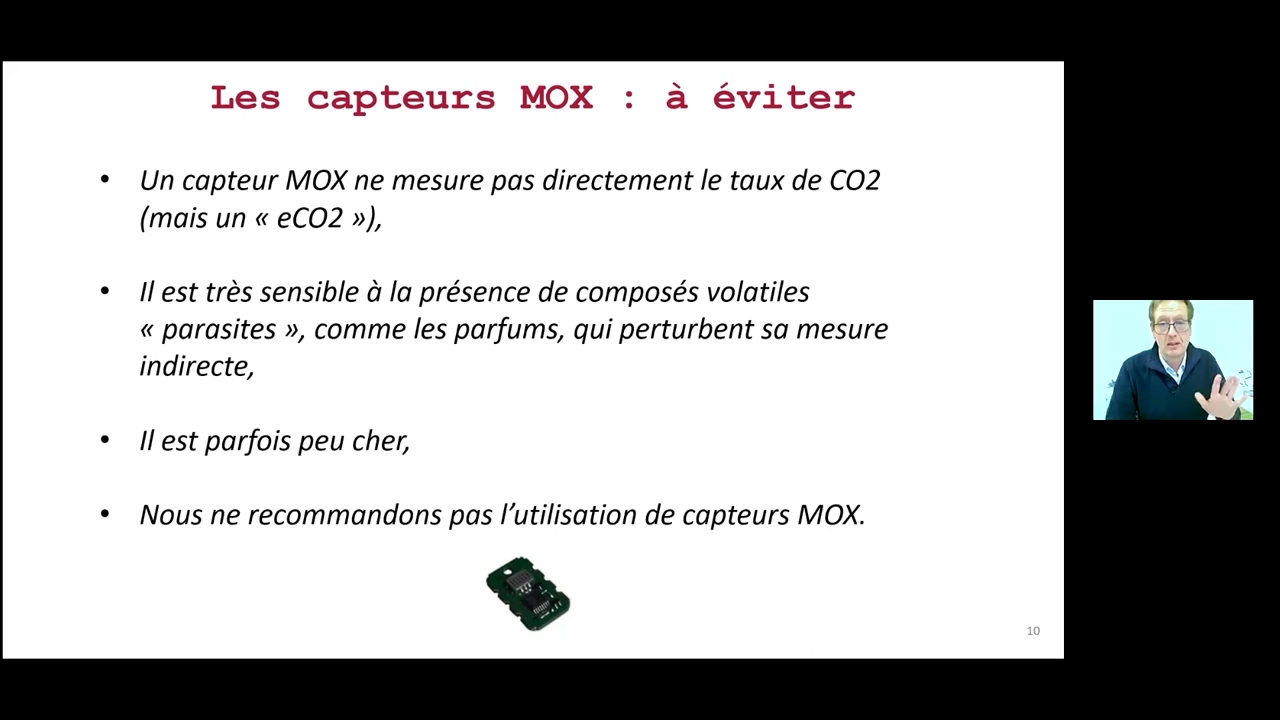 Les capteurs MOX : à éviter
• Un capteur MOX ne mesure pas directement le taux de CO2
(mais un « eCO2 »),
• Il est très sensible à la présence de composés volatiles
« parasites », comme les parfums, qui perturbent sa mesure
indirecte,
• Il est parfois peu cher,
• Nous ne recommandons pas l’utilisation de capteurs MOX.
10